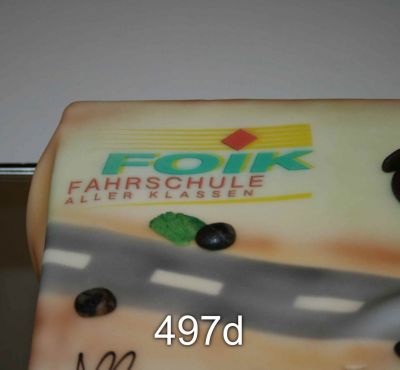 FOIK
FAHRSCHULE
ALLER KLASSEN
497d